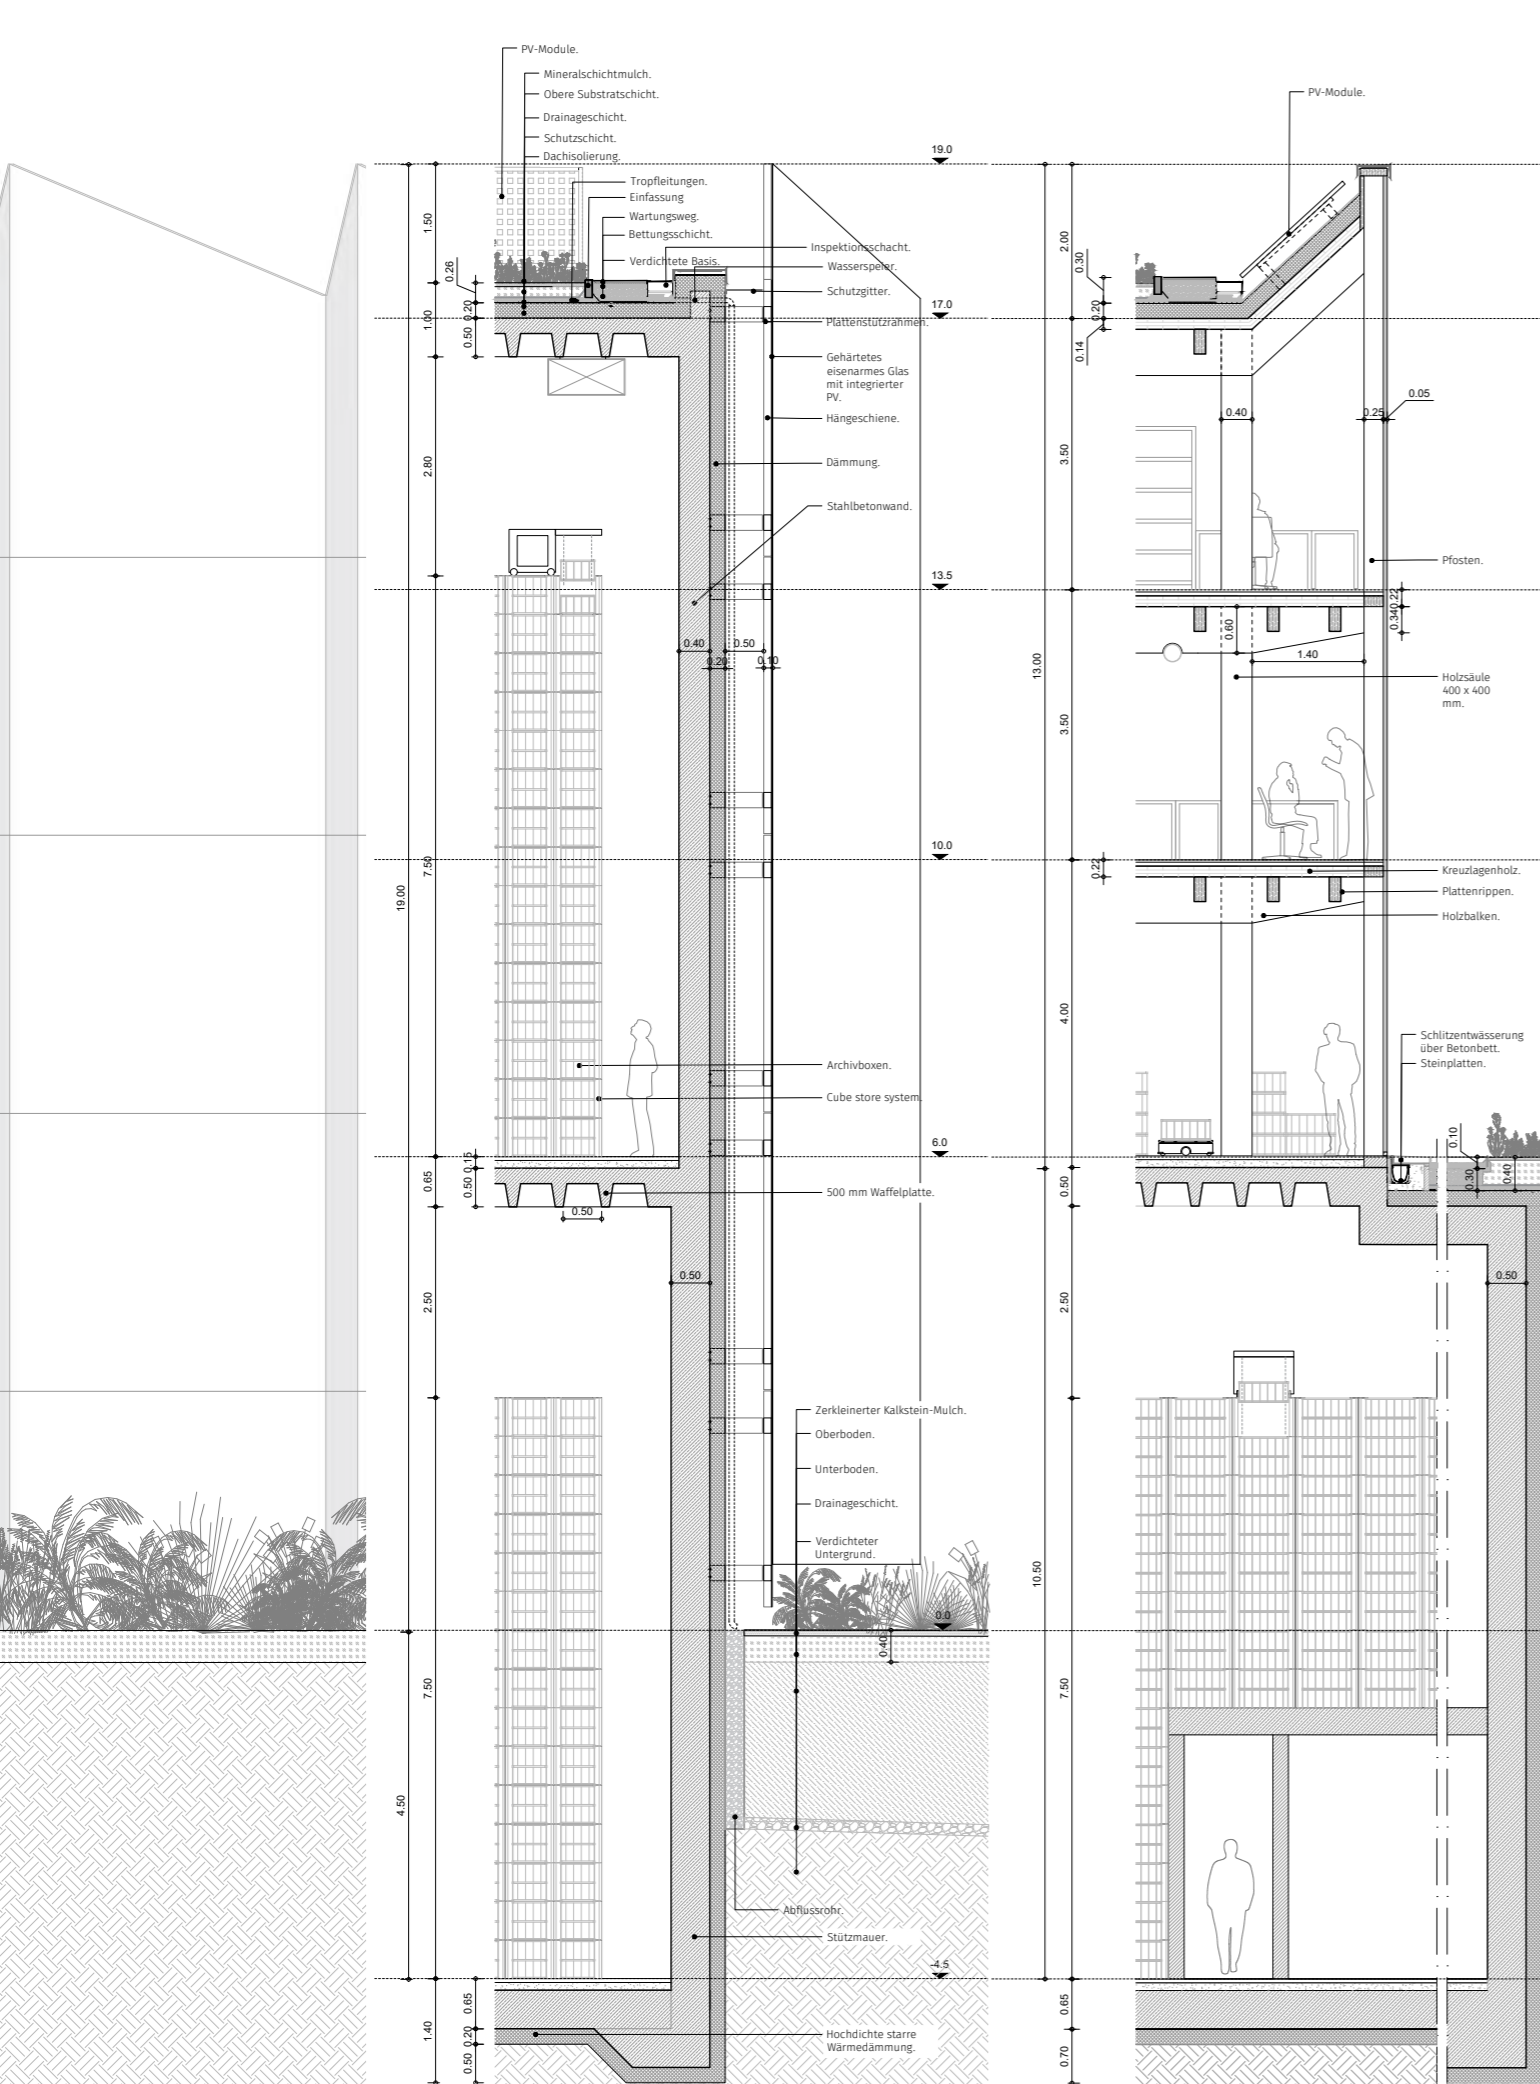 PV-Module.
Mineralschichtmulch.
Obere Substratschicht.
Drainageschicht.
Schutzschicht.
Dachisolierung.
Tropfleitungen.
Einfassung
Wartungsweg.
Bettungsschicht.
Verdichtete Basis.
Inspektionsschacht.
Wasserspeier.
Schutzgitter.
Plattenstützrahmen.
Gehärtetes
eisenarmes Glas
mit integrierter
PV.
Hängeschiene.
Dämmung.
Stahlbetonwand.
Archivboxen.
Cube store system.
500 mm Waffelplatte.
Zerkleinerter Kalkstein-Mulch.
Oberboden.
Unterboden.
Drainageschicht.
Verdichteter
Untergrund.
Abflussrohr.
Stützmauer.
Hochdichte starre
Wärmedämmung.
19.0
17.0
13.5
10.0
6.0
0.0
-4.5
19.00
4.50
1.50
1.00
2.80
7.50
0.65
2.50
7.50
1.40
0.26
0.20
0.50
0.15
0.50
0.65
0.20
0.50
0.40
0.20
0.50
0.10
0.50
0.50
0.40
PV-Module.
Pfosten.
Holzsäule
400 x 400
mm.
Kreuzlagenholz.
Plattenrippen.
Holzbalken.
Schlitzentwässerung
über Betonbett.
Steinplatten.
13.00
10.50
2.00
3.50
3.50
4.00
0.50
2.50
7.50
0.65
0.70
0.30
0.20
0.14
0.40
0.25
0.05
0.22
0.34
0.60
1.40
0.22
0.10
0.30
0.40
0.50